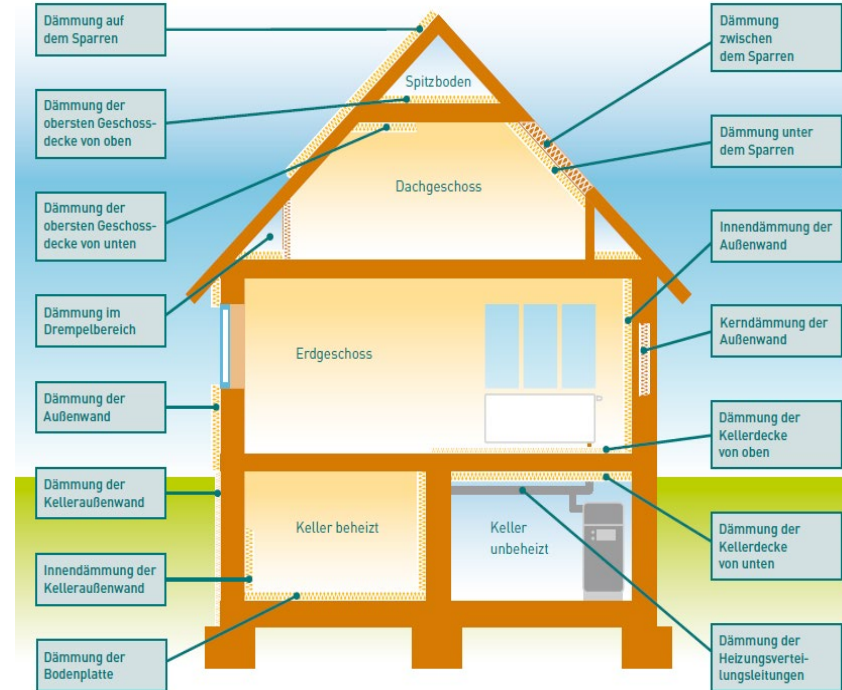 Dämmung auf
dem Sparren
Dämmung der
obersten Geschoss-
decke von oben
Dämmung der
obersten Geschoss-
decke von unten
Dämmung im
Drempelbereich
Dämmung der
Außenwand
Dämmung der
Kelleraußenwand
Innendämmung der
Kelleraußenwand
Dämmung der
Bodenplatte
Spitzboden
Dachgeschoss
Erdgeschoss
Keller beheizt
Keller
unbeheizt
Dämmung
zwischen
dem Sparren
Dämmung unter
dem Sparren
Innendämmung der
Außenwand
Kerndämmung der
Außenwand
Dämmung der
Kellerdecke
von oben
Dämmung der
Kellerdecke
von unten
Dämmung der
Heizungsvertei-
lungsleitungen